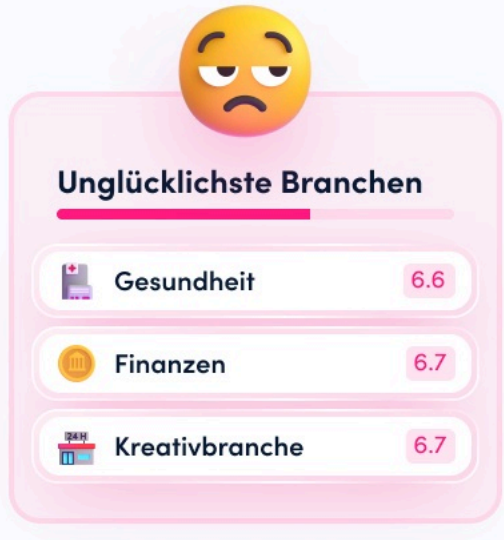 Unglücklichste Branchen
Gesundheit 6.6
Finanzen 6.7
24 H
Kreativbranche 6.7